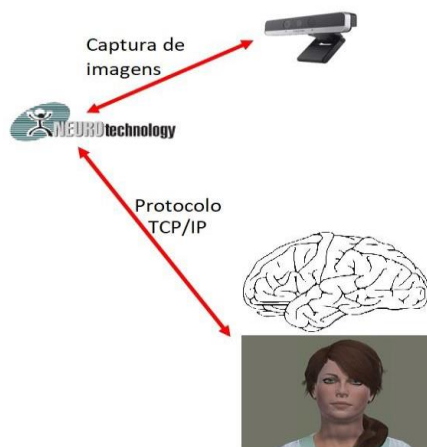 Captura de
imagens
NEUROtechnology
Protocolo
TCP/IP